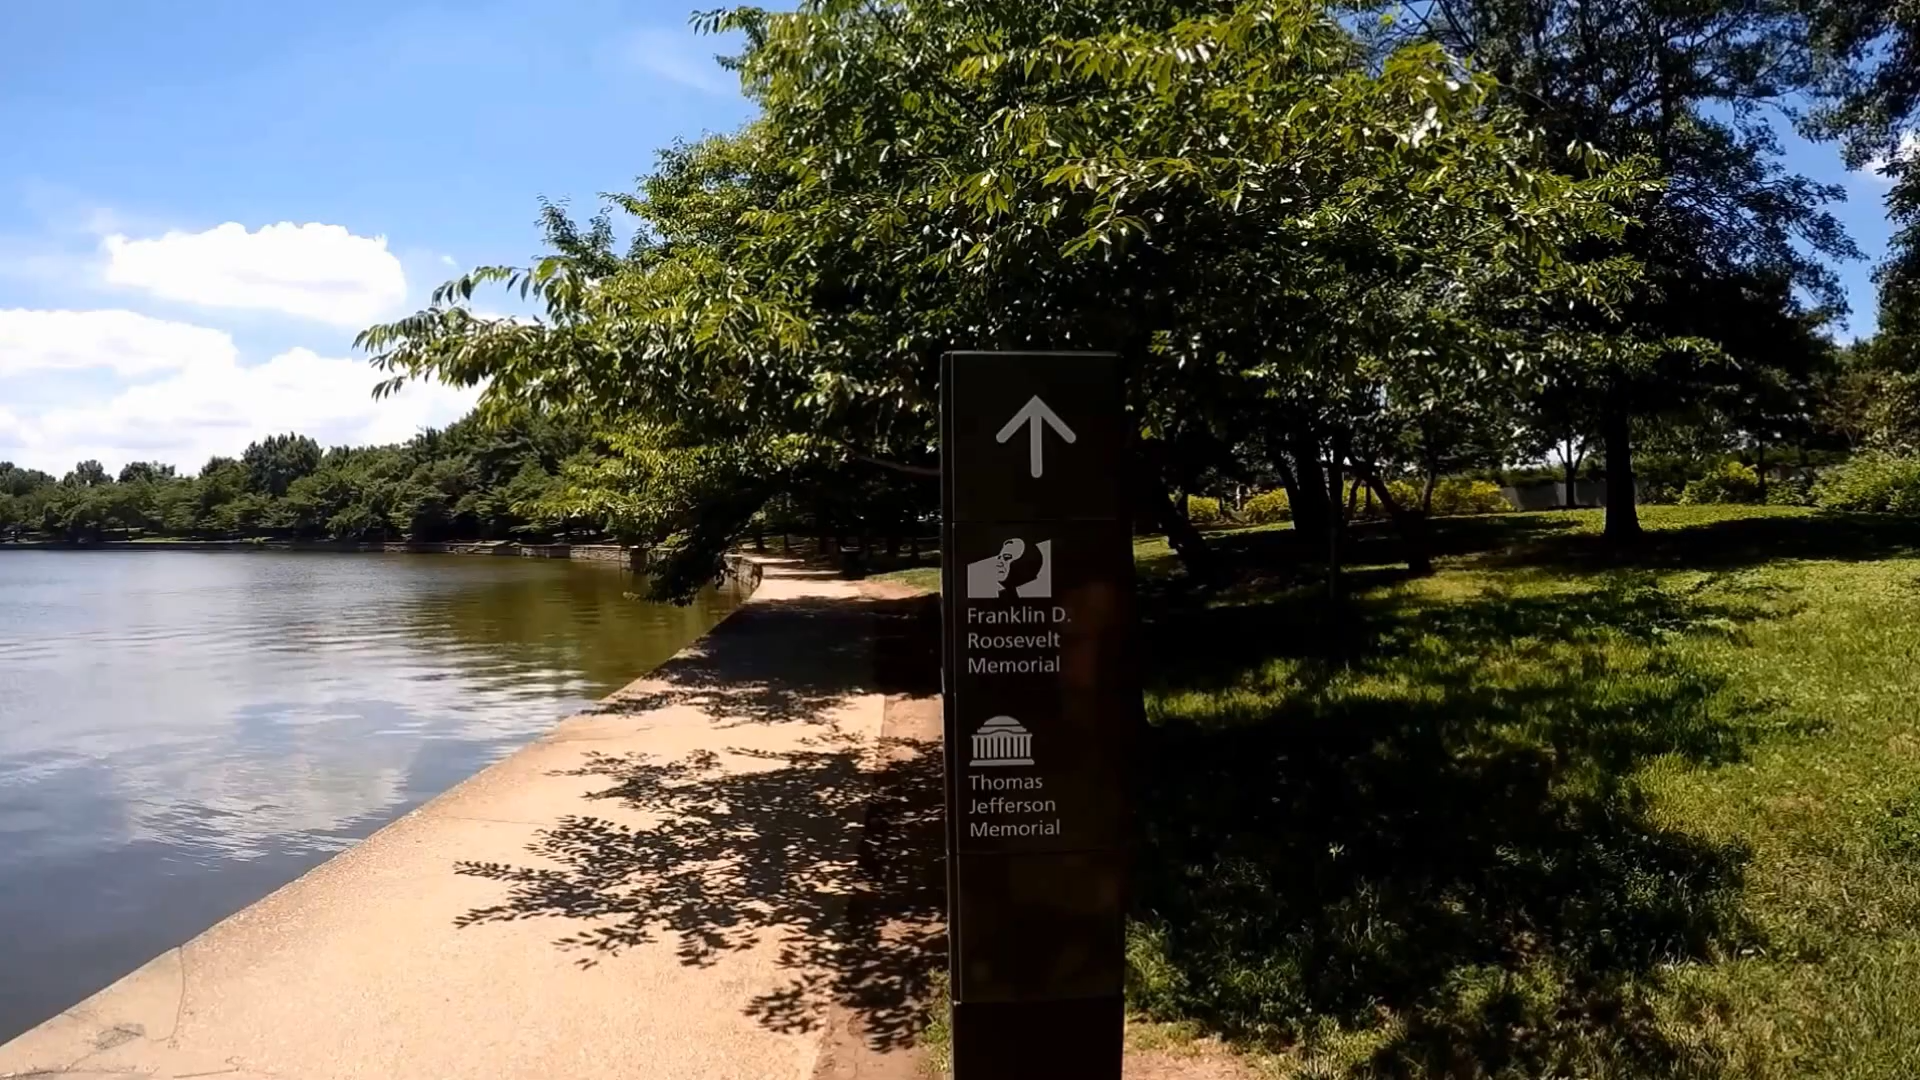 Franklin D.
Roosevelt
Memorial
Thomas
Jefferson
Memorial